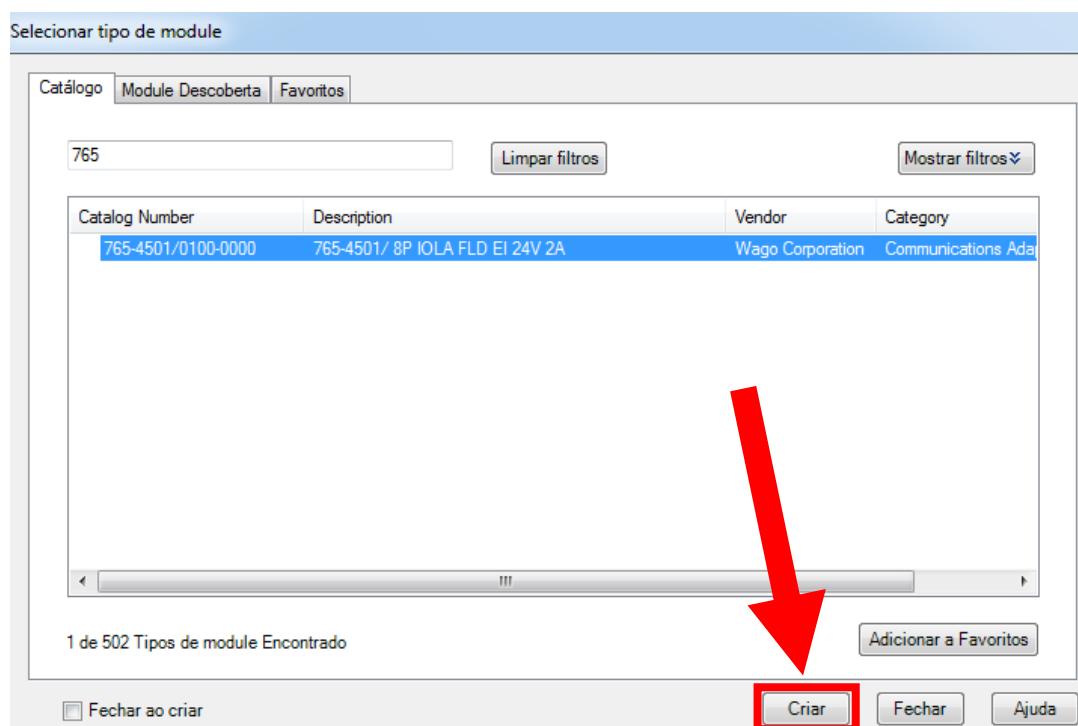 Selecionar tipo de module
Catálogo Module Descoberta Favoritos
765 Limpar filtros Mostrar filtros
Catalog Number Description Vendor Category
765-4501/0100-0000 765-4501/ 8P IOLA FLD EI 24V 2A Wago Corporation Communications Adap
1 de 502 Tipos de module Encontrado Adicionar a Favoritos
Fechar ao criar Criar Fechar Ajuda